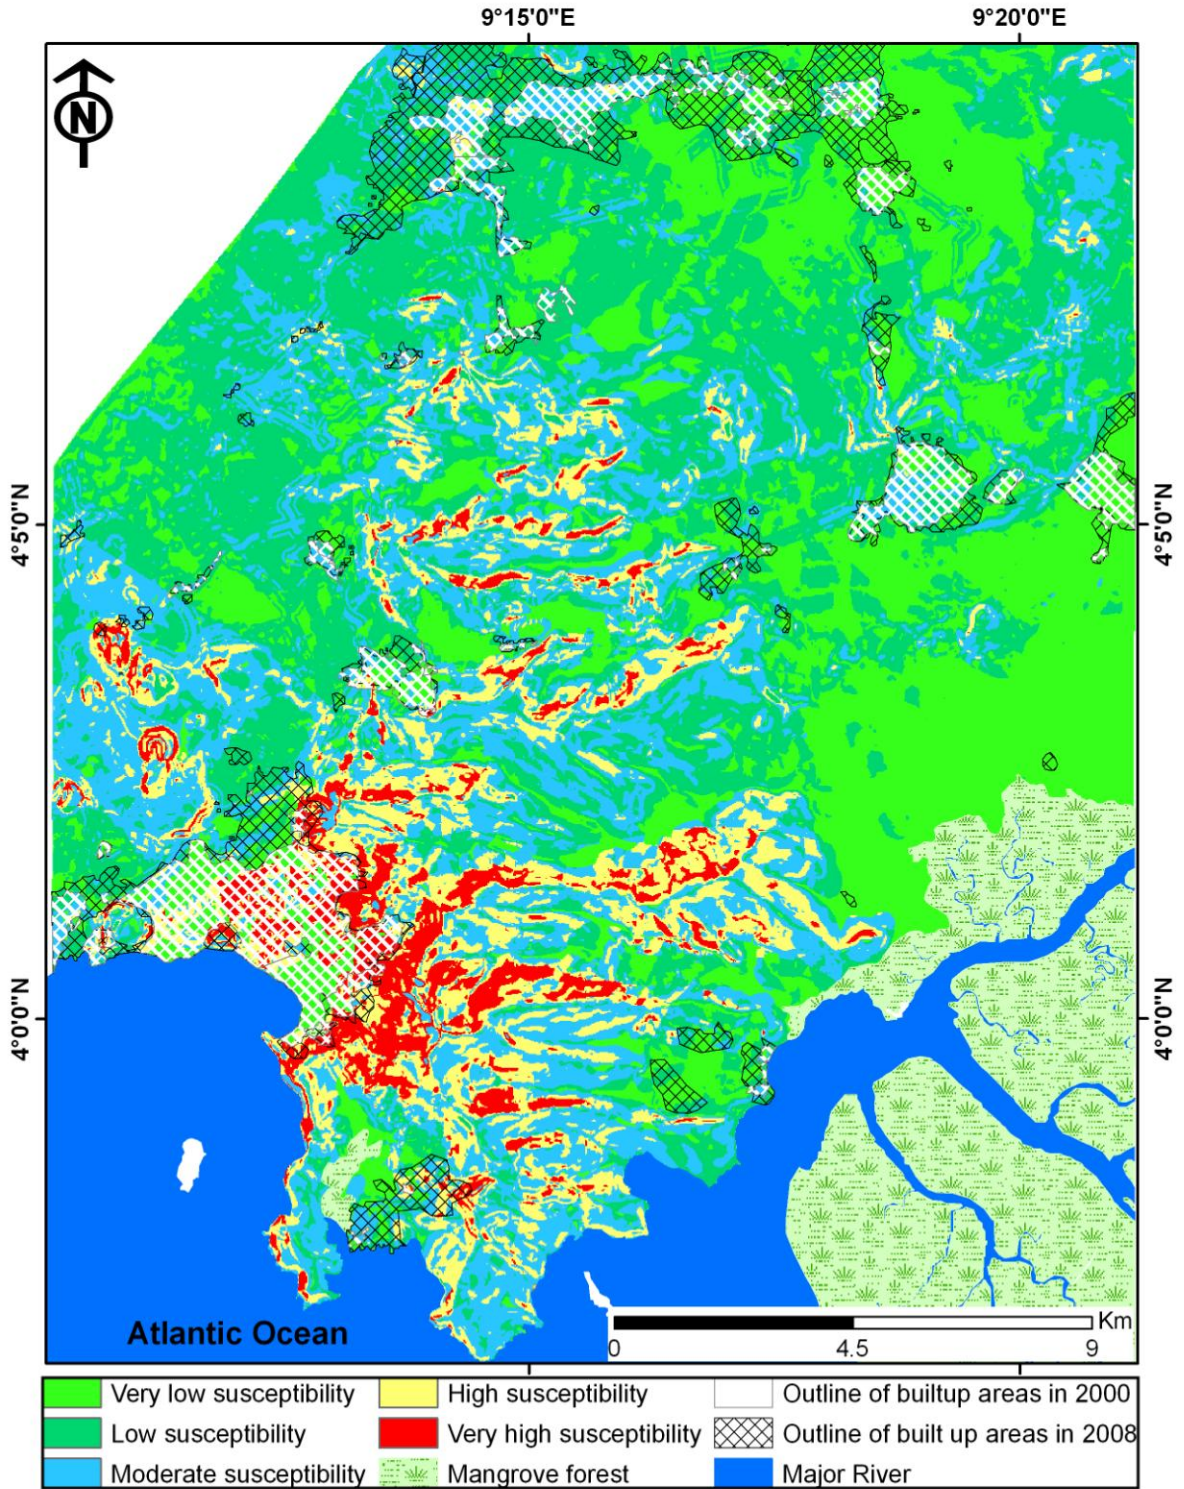 9°15'0"E 9°20'0"E
N
4°5'0"N 4°5'0"N
4°0'0"N 4°0'0"N
Atlantic Ocean
Km
0 4.5 9
Very low susceptibility High susceptibility Outline of builtup areas in 2000
Low susceptibility Very high susceptibility Outline of built up areas in 2008
Moderate susceptibility Mangrove forest Major River